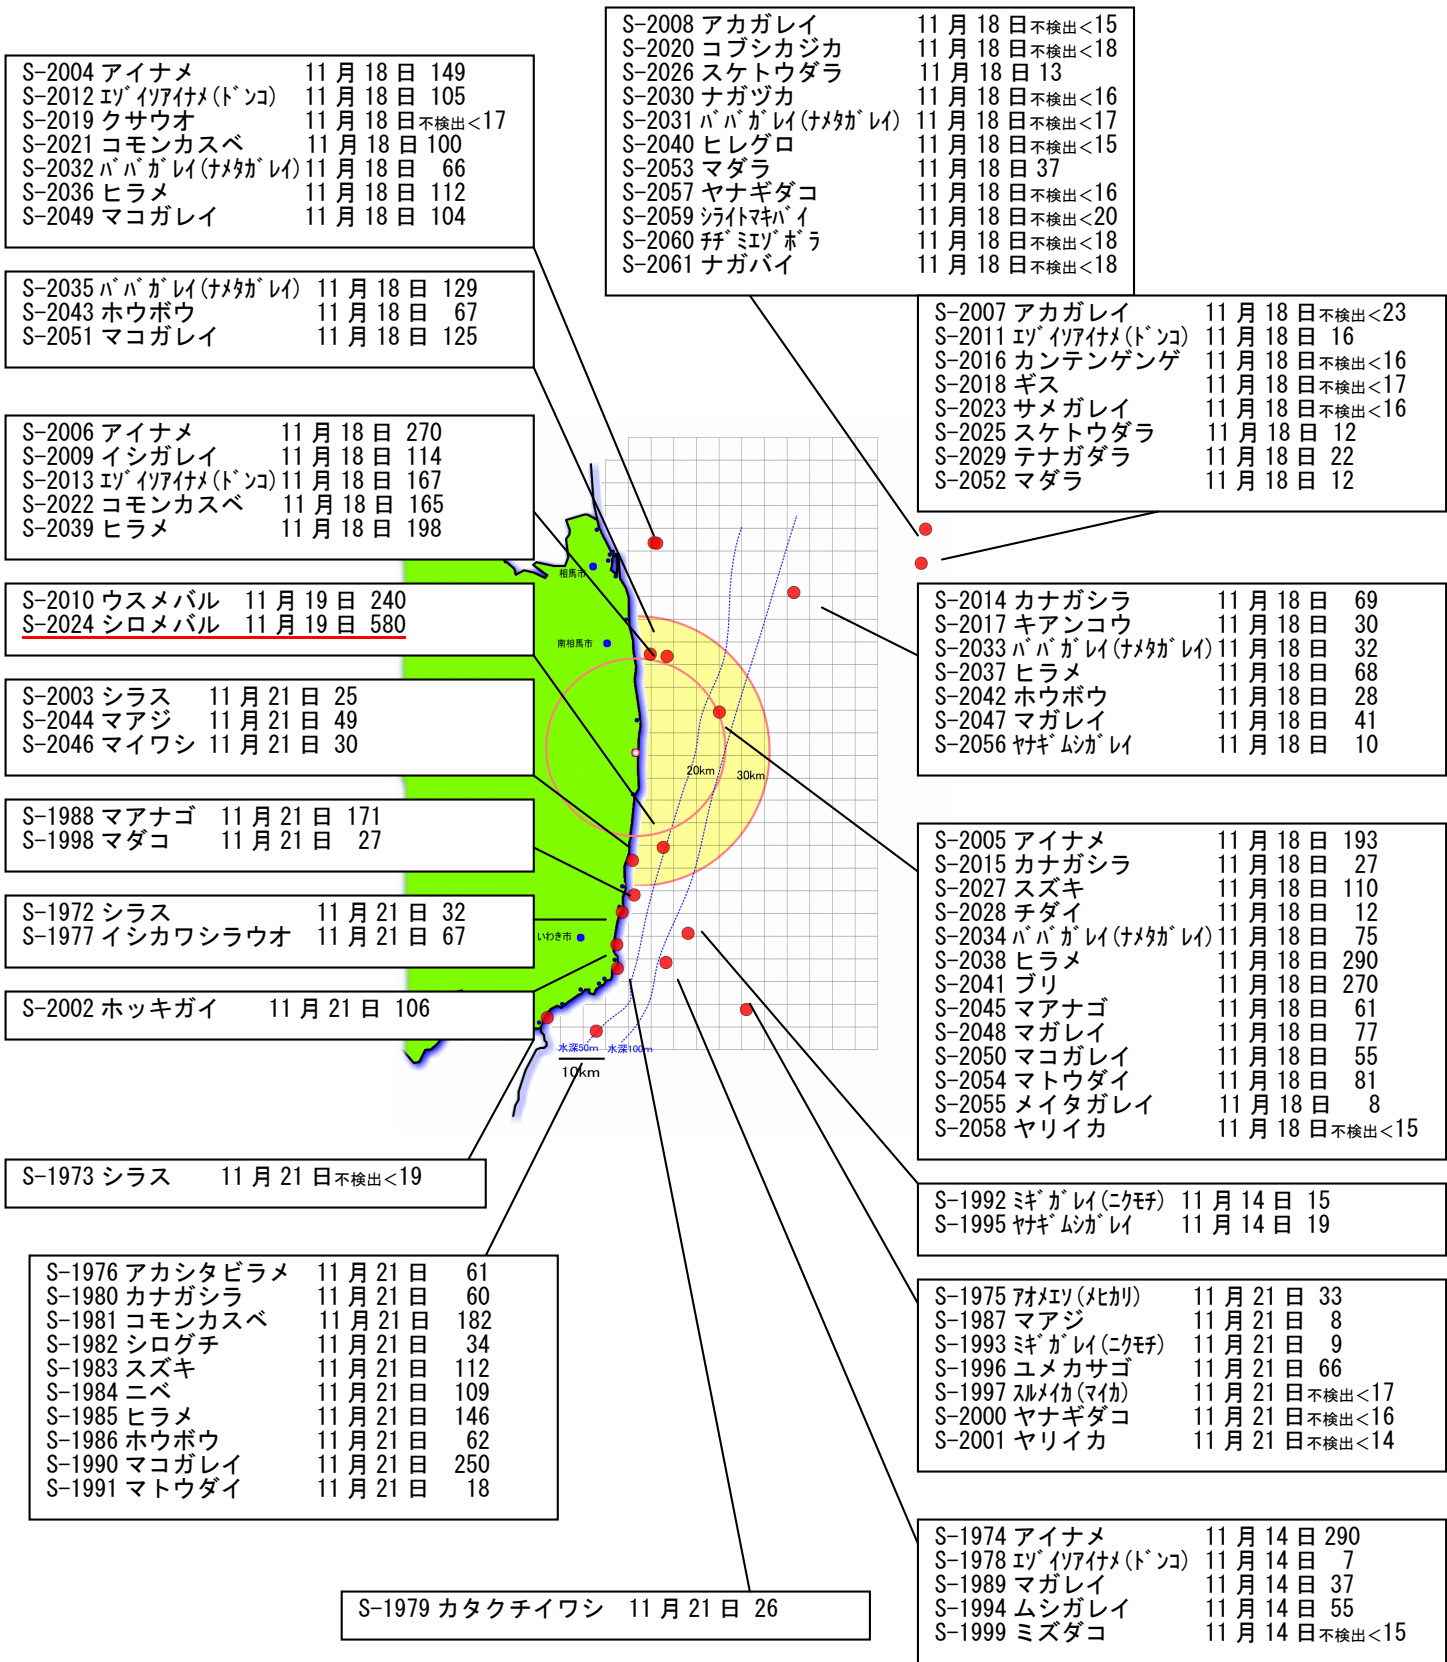 S-2008 アカガレイ 11月18日不検出<15
S-2020 コブシカジカ 11月18日不検出<18
S-2026 スケトウダラ 11月18日 13
S-2030 ナガヅカ 11月18日不検出<16
S-2031 ババガレイ(ナメタガレイ) 11月18日不検出<17
S-2040 ヒレグロ 11月18日不検出<15
S-2053 マダラ 11月18日 37
S-2057 ヤナギダコ 11月18日不検出<16
S-2059 シライトマキバイ 11月18日不検出<20
S-2060 チヂミエゾボラ 11月18日不検出<18
S-2061 ナガバイ 11月18日不検出<18
S-2004 アイナメ 11月18日 149
S-2012 エゾイソアイナメ(ドンコ) 11月18日 105
S-2019 クサウオ 11月18日不検出<17
S-2021 コモンカスベ 11月18日 100
S-2032 ババガレイ(ナメタガレイ) 11月18日 66
S-2036 ヒラメ 11月18日 112
S-2049 マコガレイ 11月18日 104
S-2035 ババガレイ(ナメタガレイ) 11月18日 129
S-2043 ホウボウ 11月18日 67
S-2051 マコガレイ 11月18日 125
S-2007 アカガレイ 11月18日不検出<23
S-2011 エゾイソアイナメ(ドンコ) 11月18日 16
S-2016 カンテンゲンゲ 11月18日不検出<16
S-2018 ギス 11月18日不検出<17
S-2023 サメガレイ 11月18日不検出<16
S-2025 スケトウダラ 11月18日 12
S-2029 テナガダラ 11月18日 22
S-2052 マダラ 11月18日 12
S-2006 アイナメ 11月18日 270
S-2009 イシガレイ 11月18日 114
S-2013 エゾイソアイナメ(ドンコ) 11月18日 167
S-2022 コモンカスベ 11月18日 165
S-2039 ヒラメ 11月18日 198
S-2010 ウスメバル 11月19日 240
S-2024 シロメバル 11月19日 580
S-2014 カナガシラ 11月18日 69
S-2017 キアンコウ 11月18日 30
S-2033 ババガレイ(ナメタガレイ) 11月18日 32
S-2037 ヒラメ 11月18日 68
S-2042 ホウボウ 11月18日 28
S-2047 マガレイ 11月18日 41
S-2056 ヤナギムシガレイ 11月18日 10
S-2003 シラス 11月21日 25
S-2044 マアジ 11月21日 49
S-2046 マイワシ 11月21日 30
S-1988 マアナゴ 11月21日 171
S-1998 マダコ 11月21日 27
S-2005 アイナメ 11月18日 193
S-2015 カナガシラ 11月18日 27
S-2027 スズキ 11月18日 110
S-2028 チダイ 11月18日 12
S-2034 ババガレイ(ナメタガレイ) 11月18日 75
S-2038 ヒラメ 11月18日 290
S-2041 ブリ 11月18日 270
S-2045 マアナゴ 11月18日 61
S-2048 マガレイ 11月18日 77
S-2050 マコガレイ 11月18日 55
S-2054 マトウダイ 11月18日 81
S-2055 メイタガレイ 11月18日 8
S-2058 ヤリイカ 11月18日不検出<15
S-1972 シラス 11月21日 32
S-1977 イシカワシラウオ 11月21日 67
S-2002 ホッキガイ 11月21日 106
相馬市
南相馬市
20km
30km
いわき市
水深50m
水深100m
10km
S-1973 シラス 11月21日不検出<19
S-1992 ミギガレイ(ニクモチ) 11月14日 15
S-1995 ヤナギムシガレイ 11月14日 19
S-1976 アカシタビラメ 11月21日 61
S-1980 カナガシラ 11月21日 60
S-1981 コモンカスベ 11月21日 182
S-1982 シログチ 11月21日 34
S-1983 スズキ 11月21日 112
S-1984 ニベ 11月21日 109
S-1985 ヒラメ 11月21日 146
S-1986 ホウボウ 11月21日 62
S-1990 マコガレイ 11月21日 250
S-1991 マトウダイ 11月21日 18
S-1975 アオメエソ(メヒカリ) 11月21日 33
S-1987 マアジ 11月21日 8
S-1993 ミギガレイ(ニクモチ) 11月21日 9
S-1996 ユメカサゴ 11月21日 66
S-1997 スルメイカ(マイカ) 11月21日不検出<17
S-2000 ヤナギダコ 11月21日不検出<16
S-2001 ヤリイカ 11月21日不検出<14
S-1974 アイナメ 11月14日 290
S-1978 エゾイソアイナメ(ドンコ) 11月14日 7
S-1989 マガレイ 11月14日 37
S-1994 ムシガレイ 11月14日 55
S-1999 ミズダコ 11月14日不検出<15
S-1979 カタクチイワシ 11月21日 26